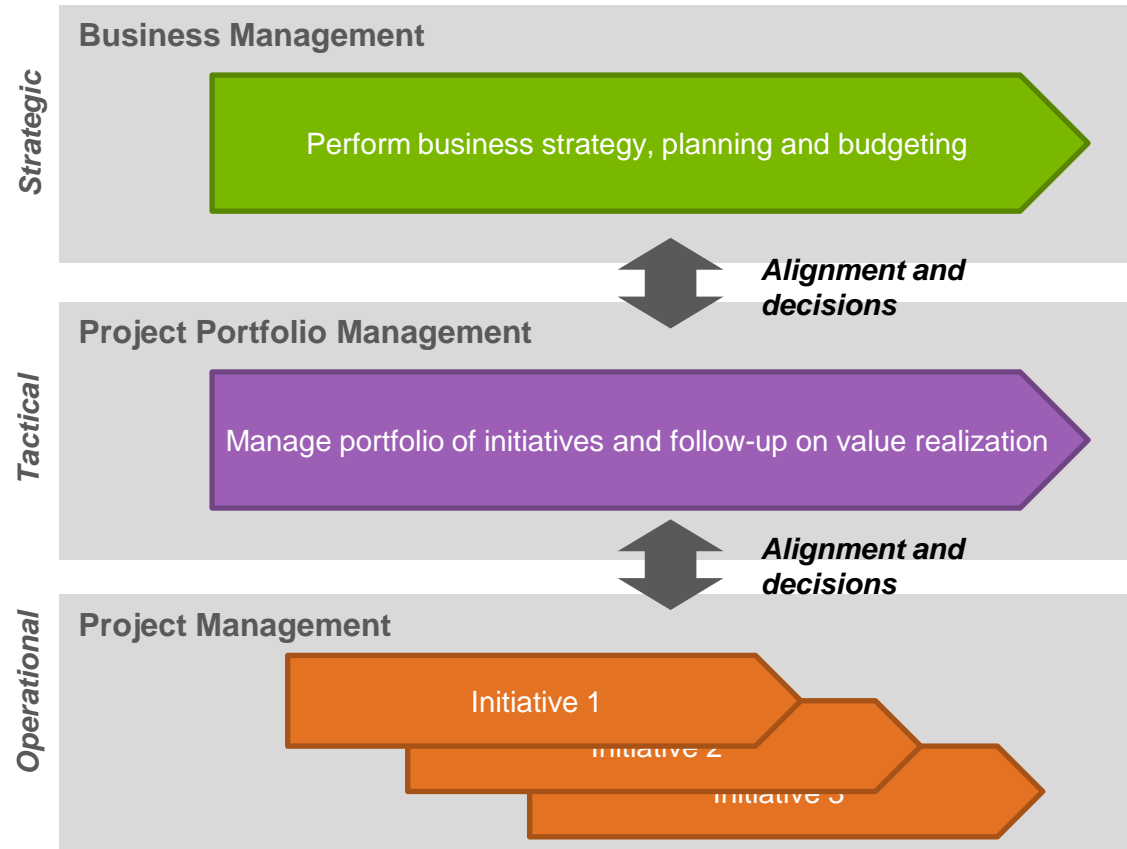 Business Management
Strategic
Perform business strategy, planning and budgeting
Alignment and
decisions
Project Portfolio Management
Tactical
Manage portfolio of initiatives and follow-up on value realization
Alignment and
decisions
Project Management
Operational
Initiative 1
Initiative 2
Initiative 3